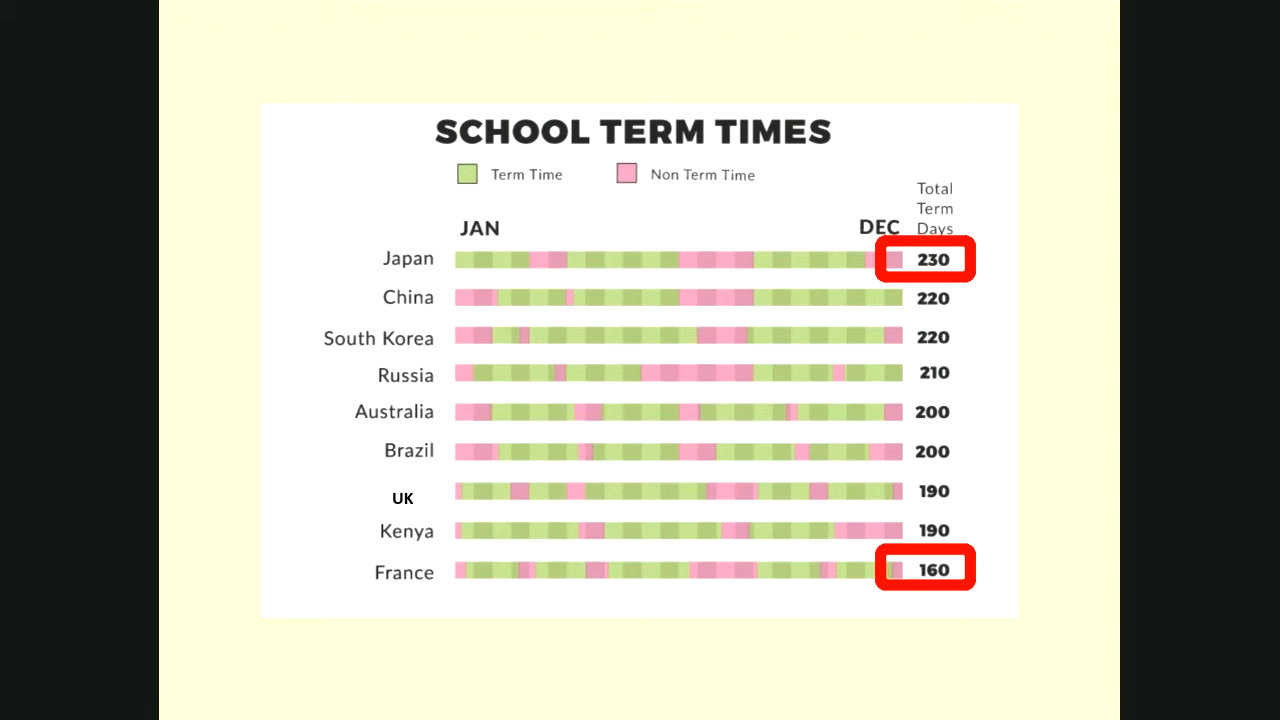 SCHOOL TERM TIMES
Term Time Non Term Time
Total
Term
Days
JAN DEC
Japan 230
China 220
South Korea 220
Russia 210
Australia 200
Brazil 200
UK 190
Kenya 190
France 160